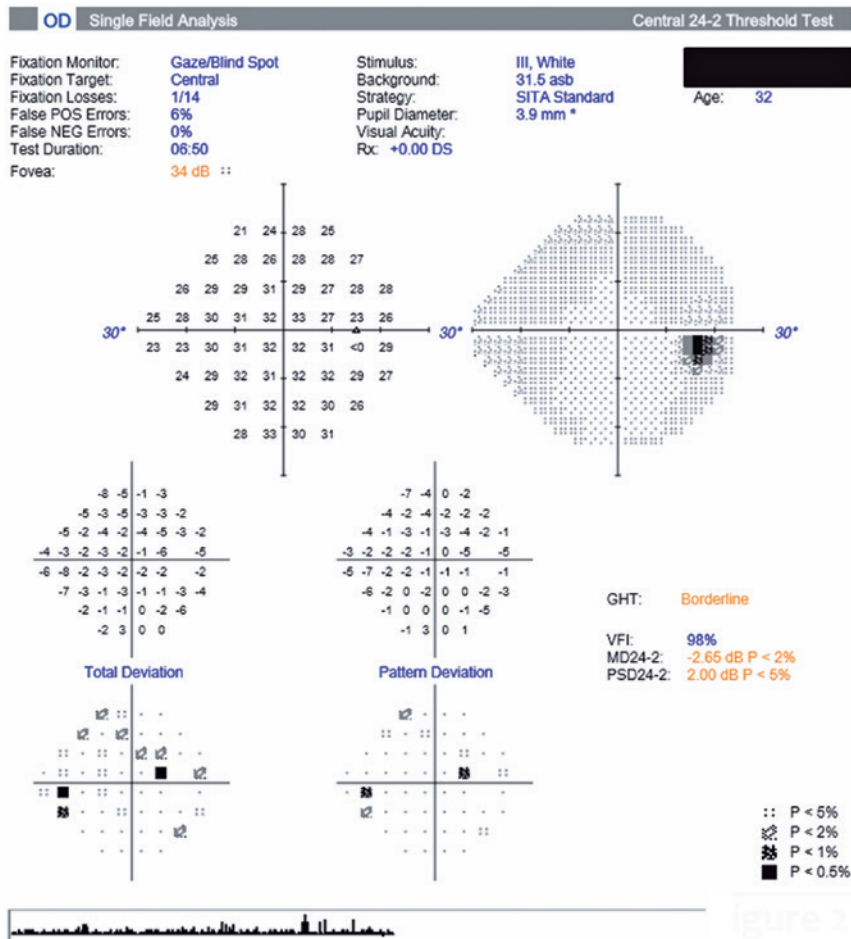 OD Single Field Analysis Central 24-2 Threshold Test
Fixation Monitor: Gaze/Blind Spot Stimulus: III, White
Fixation Target: Central Background: 31.5 asb
Fixation Losses: 1/14 Strategy: SITA Standard Age: 32
False POS Errors: 6% Pupil Diameter: 3.9 mm *
False NEG Errors: 0% Visual Acuity:
Test Duration: 06:50 Rx: +0.00 DS
Fovea: 34 dB
21 24 28 25
25 28 26 28 28 27
26 29 29 31 29 27 28 28
25 28 30 31 32 33 27 23 26
30° 30° 30°
23 23 30 31 32 32 31 <0 29
24 29 32 31 32 32 29 27
29 31 32 32 30 26
28 33 30 31
-8 -5 -1 -3 -7 -4 0 -2
-5 -3 -5 -3 -3 -2 -4 -2 -4 -2 -2 -2
-5 -2 -4 -2 -4 -5 -3 -2 -4 -1 -3 -1 -3 -4 -2 -1
-4 -3 -2 -3 -2 -1 -6 -5 -3 -2 -2 -2 -1 0 -5 -5
-6 -8 -2 -3 -2 -2 -2 -2 -5 -7 -2 -2 -1 -1 -1 -1
-7 -3 -1 -3 -1 -1 -3 -4 -6 -2 0 -2 0 0 -2 -3
-2 -1 -1 0 -2 -6 -1 0 0 0 -1 -5
-2 3 0 0 -1 3 0 1
GHT: Borderline
VFI: 98%
MD24-2: -2.65 dB P < 2%
PSD24-2: 2.00 dB P < 5%
Total Deviation Pattern Deviation
P < 5%
P < 2%
P < 1%
P < 0.5%
igure 2